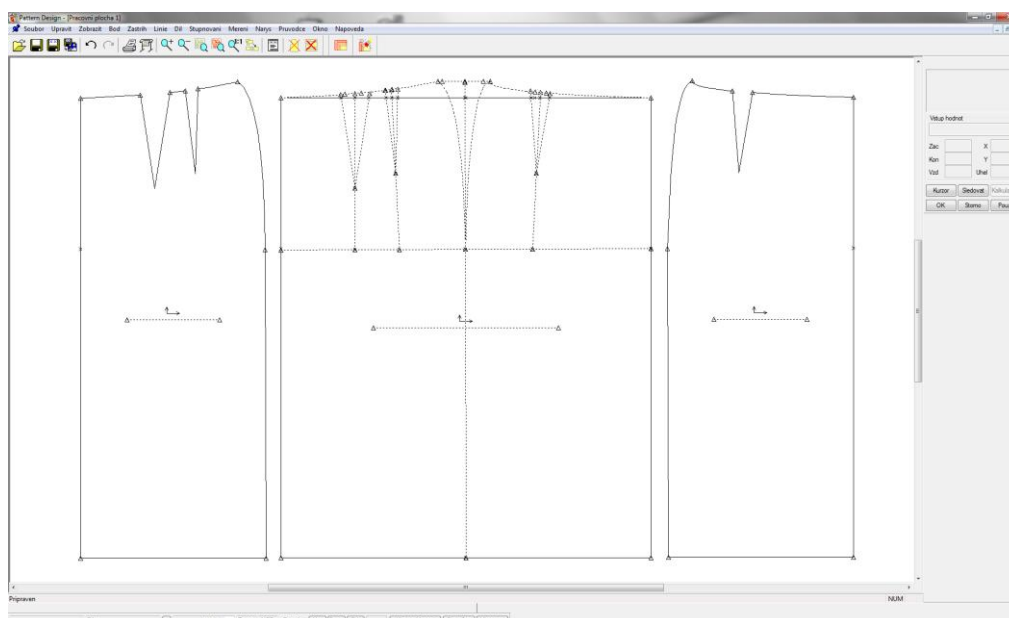 Pattern Design - [Pracovni plocha 1]
Soubor Upravit Zobrazit Bod Zastrih Linie Dil Stupnovani Mereni Narys Pruvodce Okno Napoveda
Vstup hodnot
Zac X
Kon Y
Vzd Uhel
Kurzor Sledovat
OK Storno
Pripraven NUM